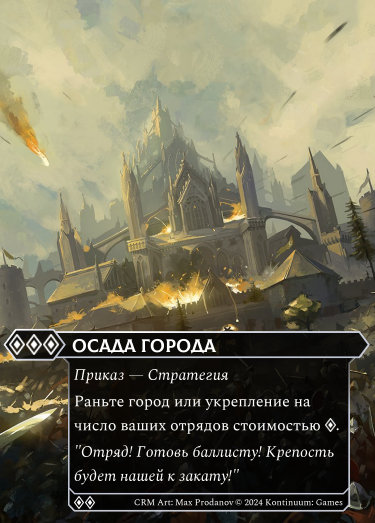 ОСАДА ГОРОДА
Приказ — Стратегия
Раньте город или укрепление на
число ваших отрядов стоимостью .
"Отряд! Готовь баллисту! Крепость
будет нашей к закату!"
CRM Art: Max Prodanov © 2024 Kontinuum: Games